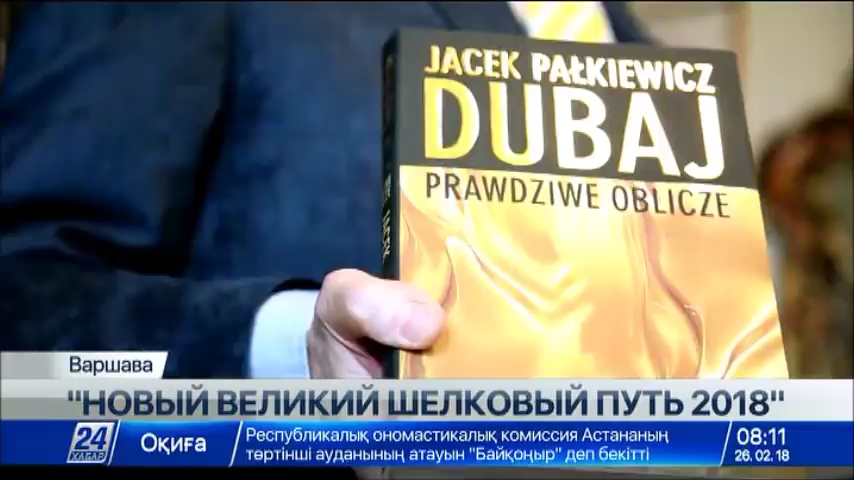 JACEK PAŁKIEWICZ
DUBAJ
PRAWDZIWE OBLICZE
Варшава
"НОВЫЙ ВЕЛИКИЙ ШЕЛКОВЫЙ ПУТЬ 2018"
24
ХАБАР
Оқиға
Республикалық ономастикалық комиссия Астананың
төртінші ауданының атауын "Байқоңыр" деп бекітті
08:11
26.02.18